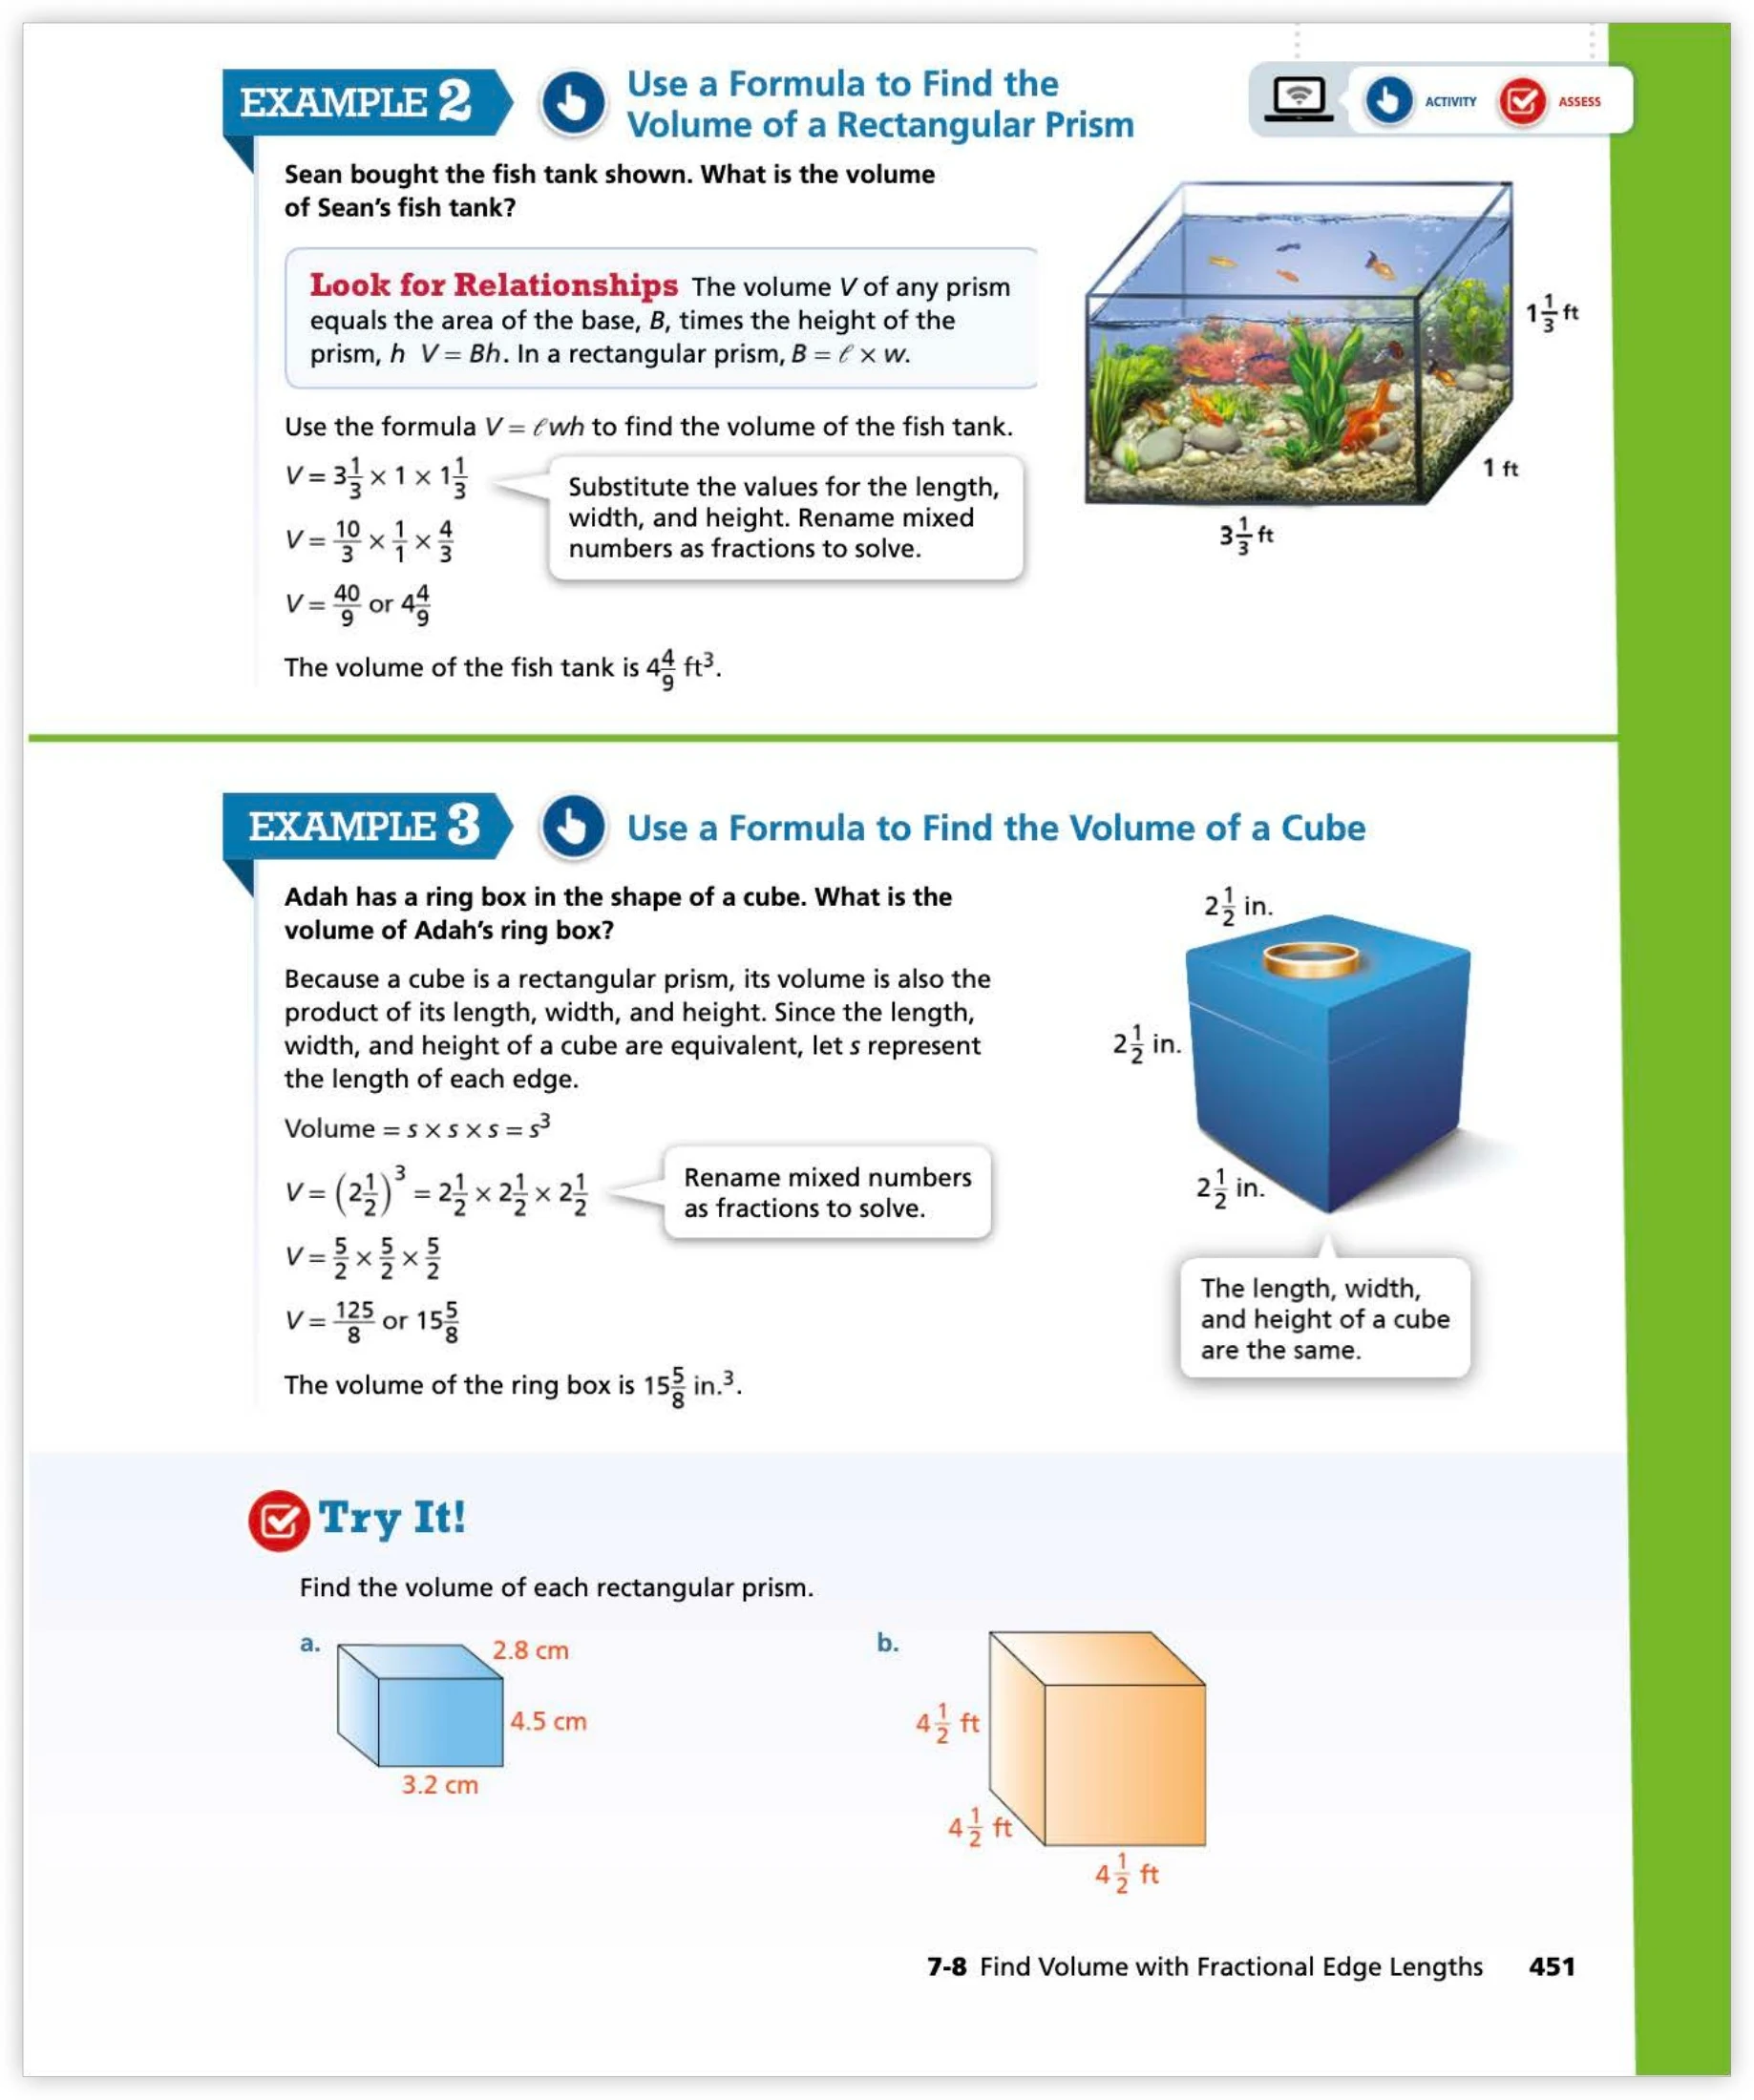 EXAMPLE 2
Use a Formula to Find the
Volume of a Rectangular Prism
ACTIVITY
ASSESS
Sean bought the fish tank shown. What is the volume
of Sean's fish tank?
Look for Relationships The volume V of any prism
equals the area of the base, B, times the height of the
prism, h V = Bh. In a rectangular prism, B = ℓ × w.
Use the formula V = ℓwh to find the volume of the fish tank.
V = 3 1/3 × 1 × 1 1/3
V = 10/3 × 1/1 × 4/3
V = 40/9 or 4 4/9
Substitute the values for the length,
width, and height. Rename mixed
numbers as fractions to solve.
The volume of the fish tank is 4 4/9 ft³.
1 1/3 ft
1 ft
3 1/3 ft
EXAMPLE 3
Use a Formula to Find the Volume of a Cube
Adah has a ring box in the shape of a cube. What is the
volume of Adah's ring box?
Because a cube is a rectangular prism, its volume is also the
product of its length, width, and height. Since the length,
width, and height of a cube are equivalent, let s represent
the length of each edge.
Volume = s × s × s = s³
V = (2 1/2)³ = 2 1/2 × 2 1/2 × 2 1/2
Rename mixed numbers
as fractions to solve.
V = 5/2 × 5/2 × 5/2
V = 125/8 or 15 5/8
The volume of the ring box is 15 5/8 in.³.
2 1/2 in.
2 1/2 in.
2 1/2 in.
The length, width,
and height of a cube
are the same.
Try It!
Find the volume of each rectangular prism.
a.
2.8 cm
4.5 cm
3.2 cm
b.
4 1/2 ft
4 1/2 ft
4 1/2 ft
7-8 Find Volume with Fractional Edge Lengths 451